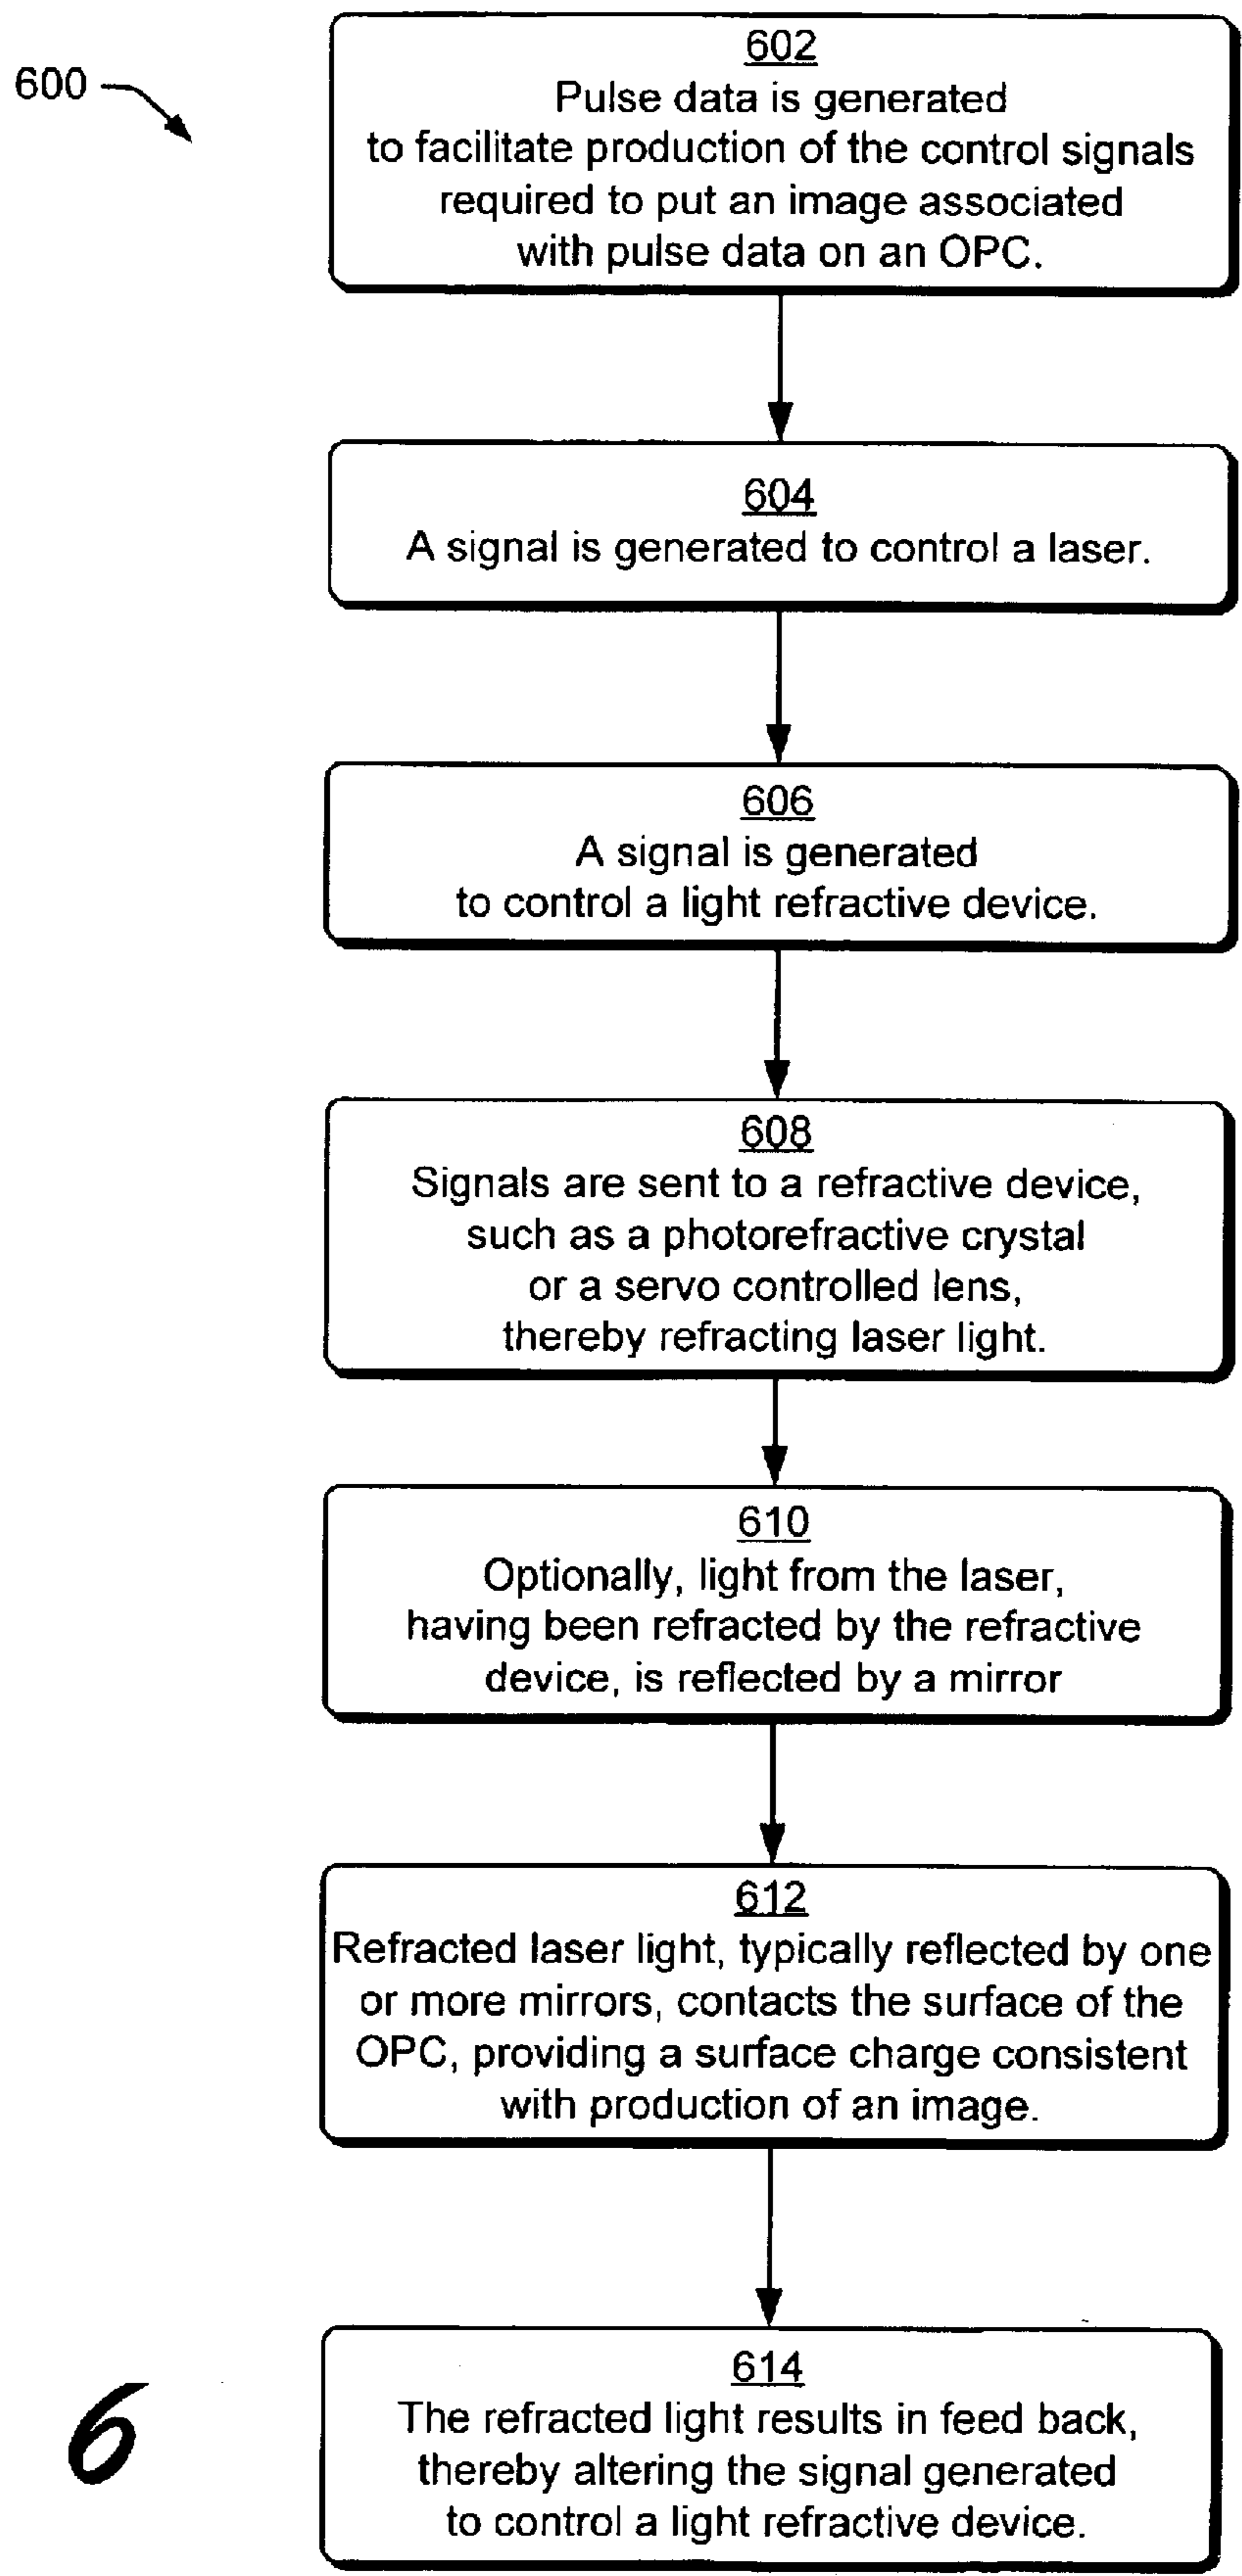 600
602
Pulse data is generated
to facilitate production of the control signals
required to put an image associated
with pulse data on an OPC.
604
A signal is generated to control a laser.
606
A signal is generated
to control a light refractive device.
608
Signals are sent to a refractive device,
such as a photorefractive crystal
or a servo controlled lens,
thereby refracting laser light.
610
Optionally, light from the laser,
having been refracted by the refractive
device, is reflected by a mirror
612
Refracted laser light, typically reflected by one
or more mirrors, contacts the surface of the
OPC, providing a surface charge consistent
with production of an image.
614
The refracted light results in feed back,
thereby altering the signal generated
to control a light refractive device.
6